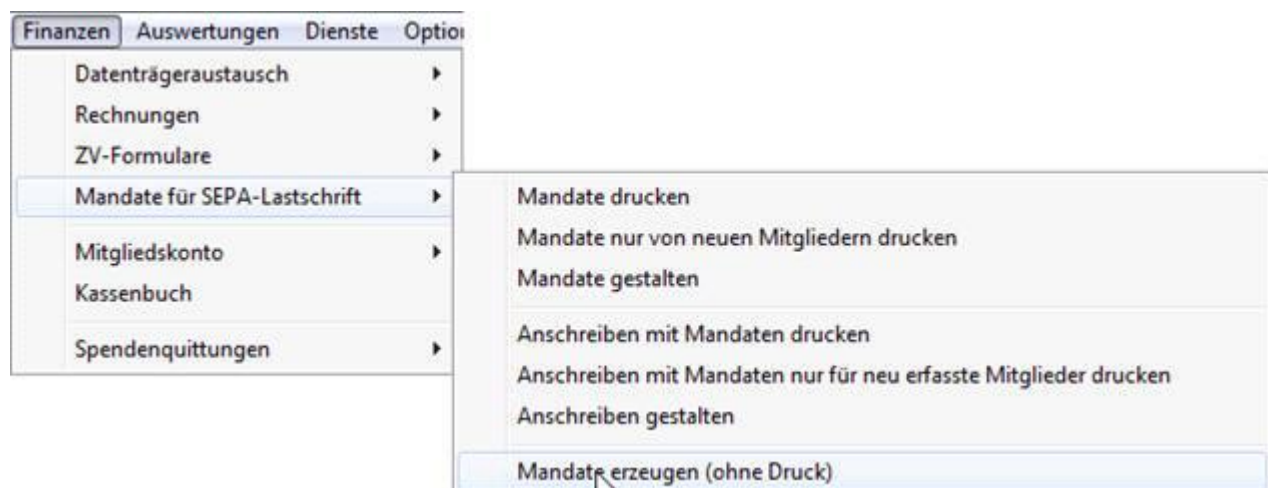 Finanzen Auswertungen Dienste
Datenträgeraustausch
Rechnungen
ZV-Formulare
Mandate für SEPA-Lastschrift
Mitgliedskonto
Kassenbuch
Spendenquittungen
Mandate drucken
Mandate nur von neuen Mitgliedern drucken
Mandate gestalten
Anschreiben mit Mandaten drucken
Anschreiben mit Mandaten nur für neu erfasste Mitglieder drucken
Anschreiben gestalten
Mandate erzeugen (ohne Druck)